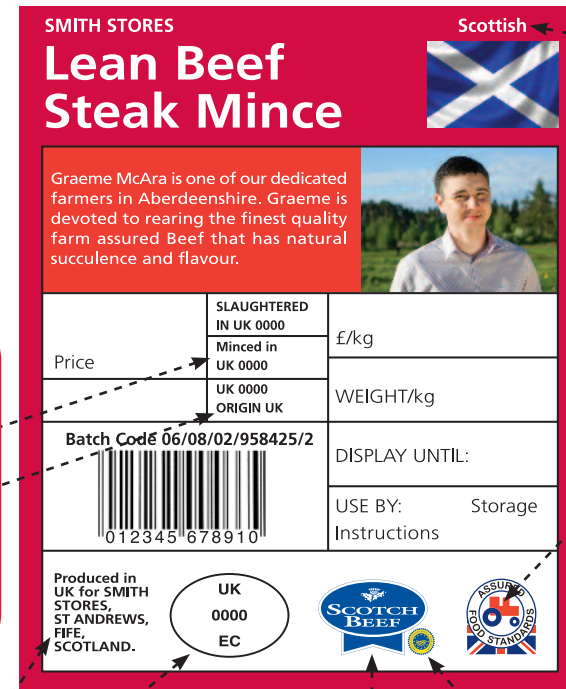 SMITH STORES
Scottish
Lean Beef
Steak Mince
Graeme McAra is one of our dedicated
farmers in Aberdeenshire. Graeme is
devoted to rearing the finest quality
farm assured Beef that has natural
succulence and flavour.
Price
SLAUGHTERED
IN UK 0000
Minced in
UK 0000
UK 0000
ORIGIN UK
£/kg
WEIGHT/kg
Batch Code 06/08/02/958425/2
012345 678910
DISPLAY UNTIL:
USE BY: Storage
Instructions
Produced in
UK for SMITH
STORES,
ST ANDREWS,
FIFE,
SCOTLAND.
UK
0000
EC
SCOTCH
BEEF
ASSURED
FOOD STANDARDS